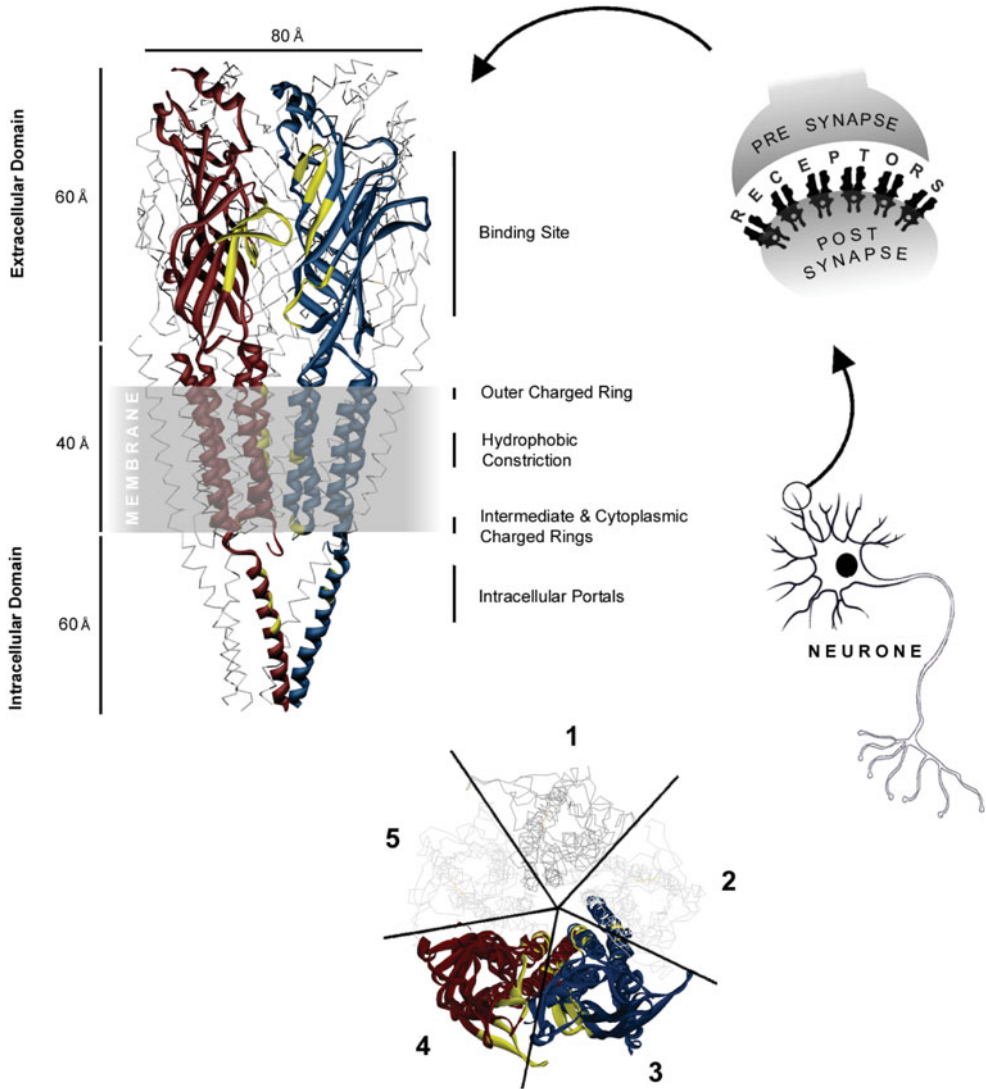 80 Å
Extracellular Domain
60 Å
Binding Site
MEMBRANE
40 Å
Outer Charged Ring
Hydrophobic
Constriction
Intermediate & Cytoplasmic
Charged Rings
Intracellular Domain
60 Å
Intracellular Portals
PRE SYNAPSE
RECEPTORS
POST
SYNAPSE
NEURONE
1
2
3
4
5